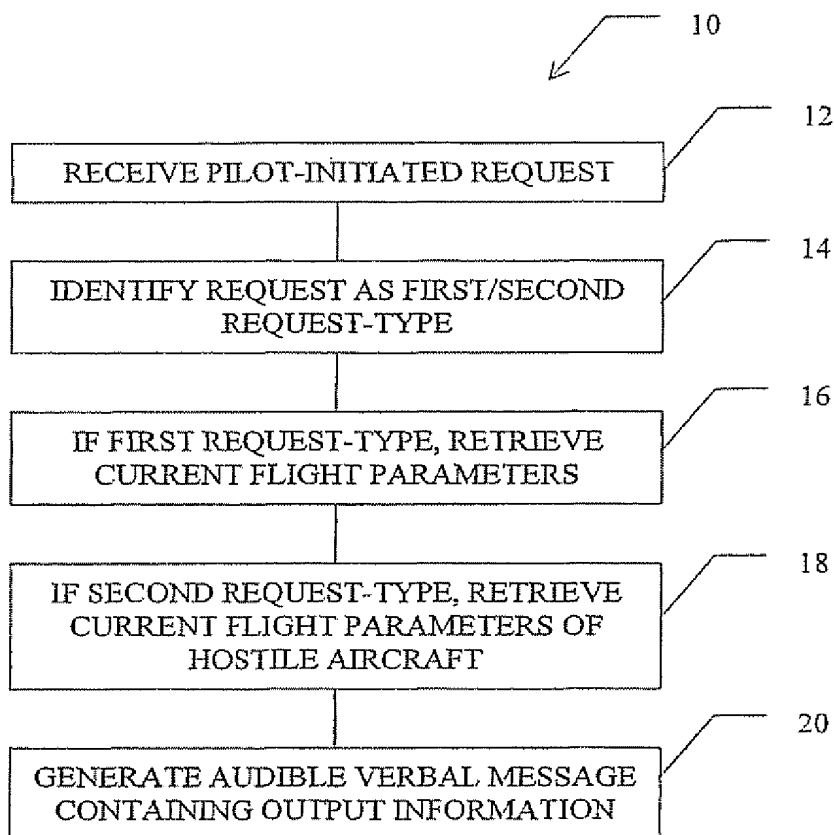 10
12
RECEIVE PILOT-INITIATED REQUEST
14
IDENTIFY REQUEST AS FIRST/SECOND
REQUEST-TYPE
16
IF FIRST REQUEST-TYPE, RETRIEVE
CURRENT FLIGHT PARAMETERS
18
IF SECOND REQUEST-TYPE, RETRIEVE
CURRENT FLIGHT PARAMETERS OF
HOSTILE AIRCRAFT
20
GENERATE AUDIBLE VERBAL MESSAGE
CONTAINING OUTPUT INFORMATION